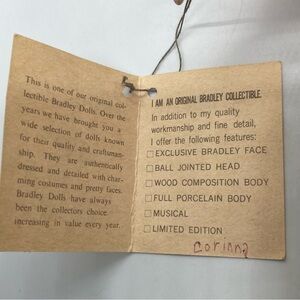 This is one of our original col-
lectible Bradley Dolls. Over the
years we have brought you a
wide selection of dolls known
for their quality and craftsman-
ship. They are authentically
dressed and detailed with char-
ming costumes and pretty faces.
Bradley Dolls have always
been the collectors choice
increasing in value every year.
I AM AN ORIGINAL BRADLEY COLLECTIBLE.
In addition to my quality
workmanship and fine detail,
I offer the following features:
☐ EXCLUSIVE BRADLEY FACE
☐ BALL JOINTED HEAD
☐ WOOD COMPOSITION BODY
☐ FULL PORCELAIN BODY
☐ MUSICAL
☐ LIMITED EDITION
Corinna